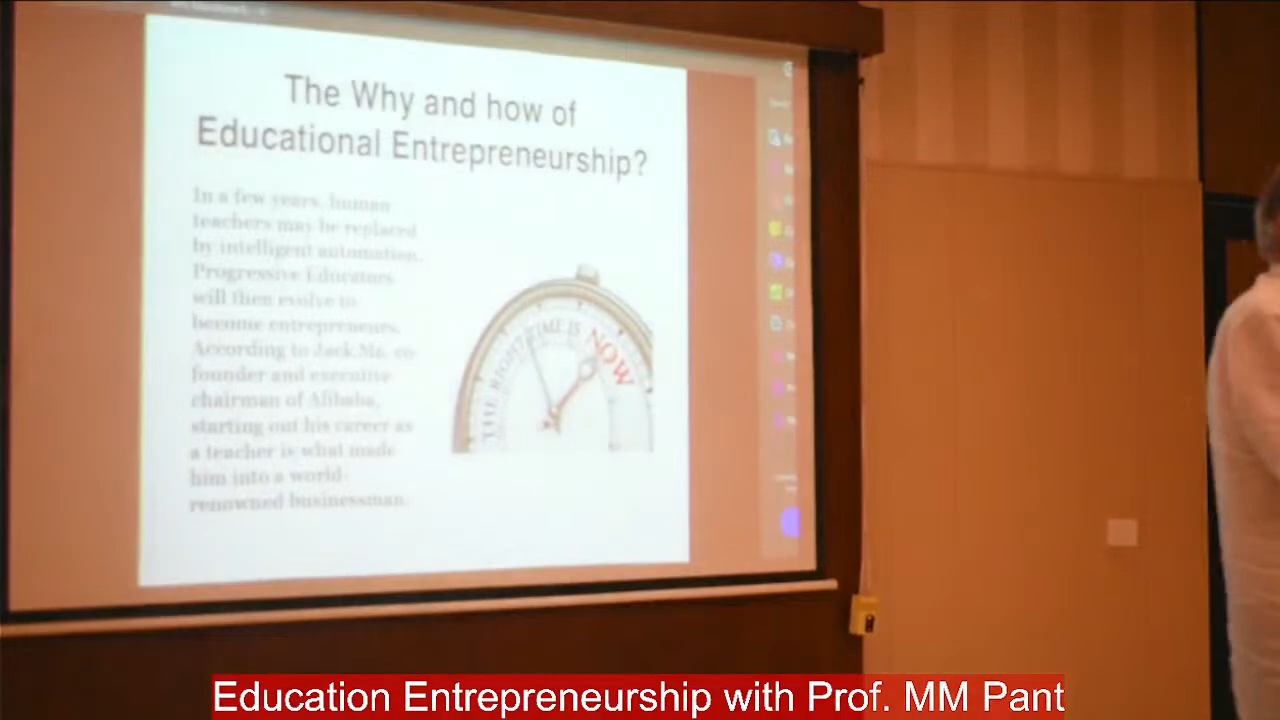 The Why and how of
Educational Entrepreneurship?
In a few years, human
teachers may be replaced
by intelligent automation.
Progressive Educators
will then evolve to
become entrepreneurs.
According to Jack Ma, co-
founder and executive
chairman of Alibaba,
starting out his career as
a teacher is what made
him into a world-
renowned businessman.
THE RIGHT TIME IS NOW
Education Entrepreneurship with Prof. MM Pant